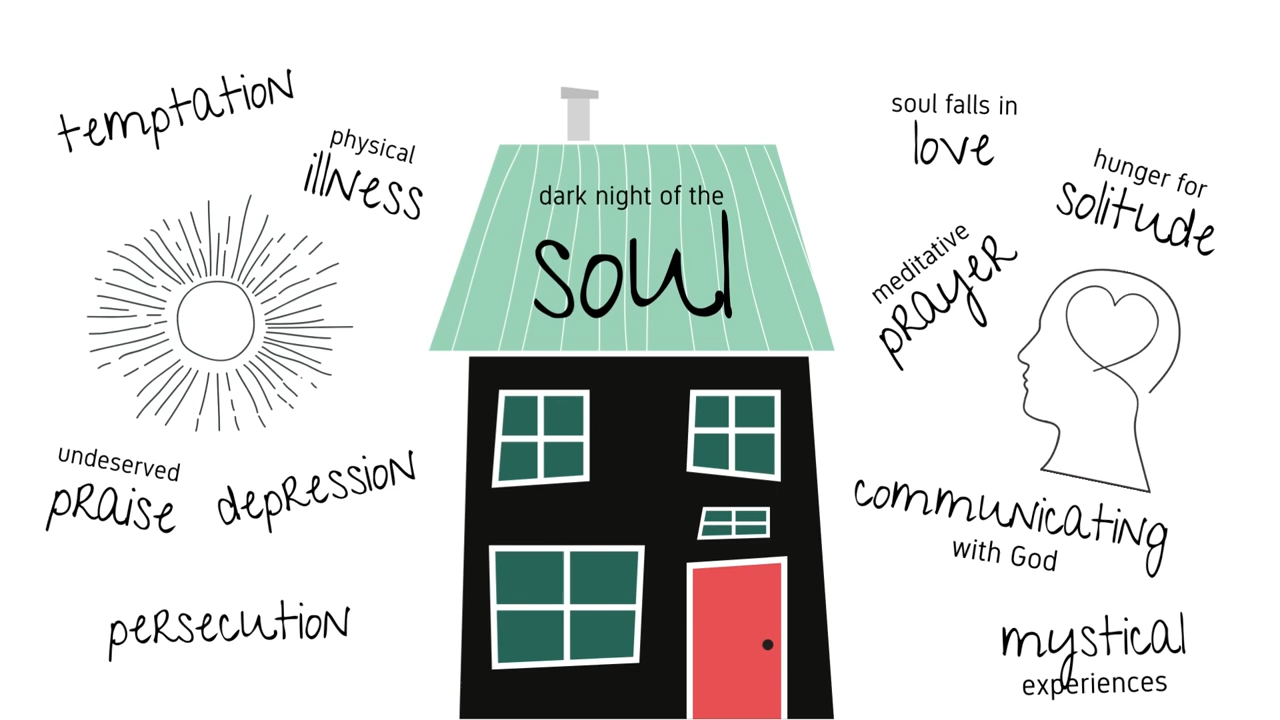 temptation
physical
illness
undeserved
praise
depression
persecution
dark night of the
soul
soul falls in
love
hunger for
solitude
meditative
prayer
communicating
with God
mystical
experiences